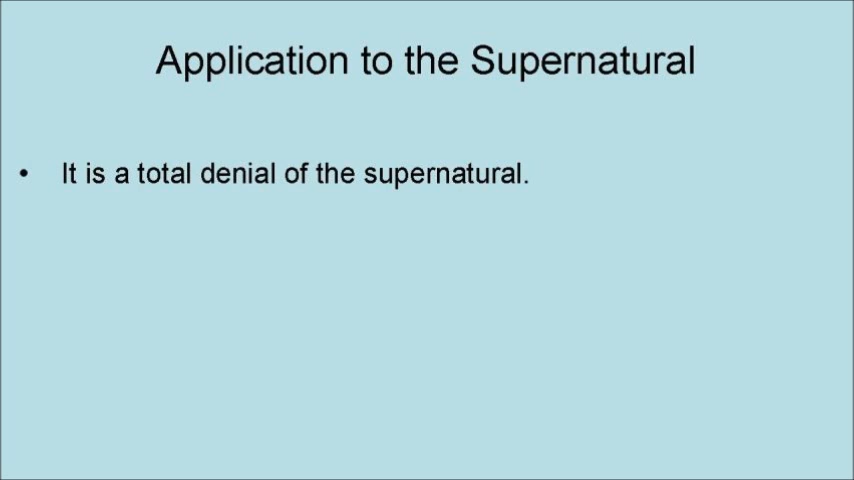 Application to the Supernatural
• It is a total denial of the supernatural.